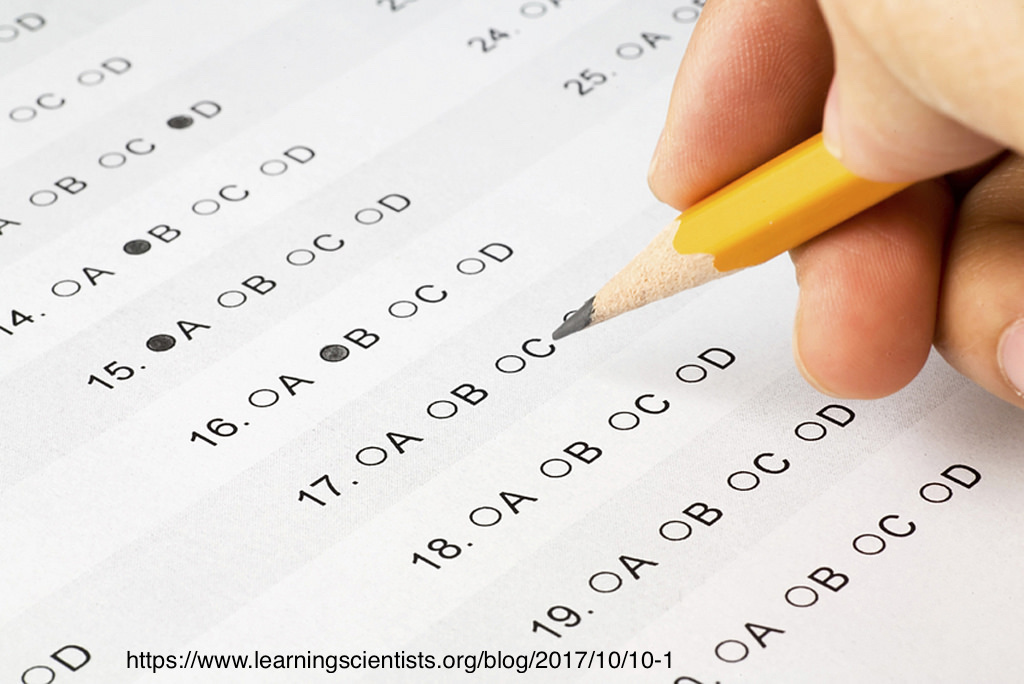 D
C D
B C D
14. A B C D
15. A B C D
16. A B C D
17. A B C
18. A B C D
19. A B C D
A B C D
24. A
25. A
D
https://www.learningscientists.org/blog/2017/10/10-1